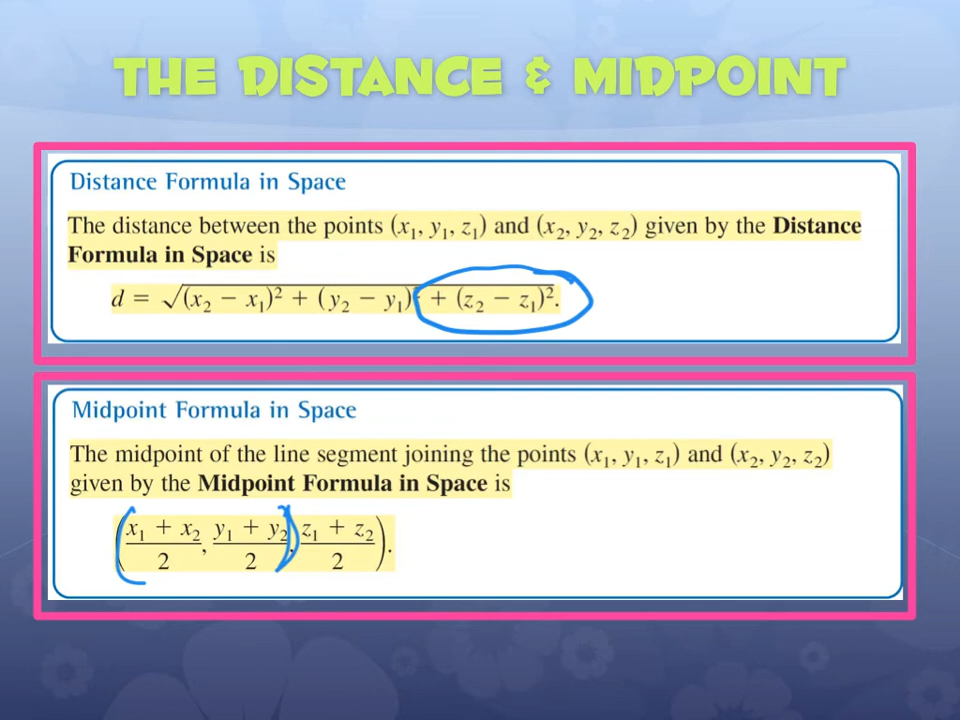 THE DISTANCE & MIDPOINT
Distance Formula in Space
The distance between the points (x₁, y₁, z₁) and (x₂, y₂, z₂) given by the Distance
Formula in Space is
d = √(x₂ − x₁)² + (y₂ − y₁)² + (z₂ − z₁)².
Midpoint Formula in Space
The midpoint of the line segment joining the points (x₁, y₁, z₁) and (x₂, y₂, z₂)
given by the Midpoint Formula in Space is
(x₁ + x₂/2, y₁ + y₂/2, z₁ + z₂/2).